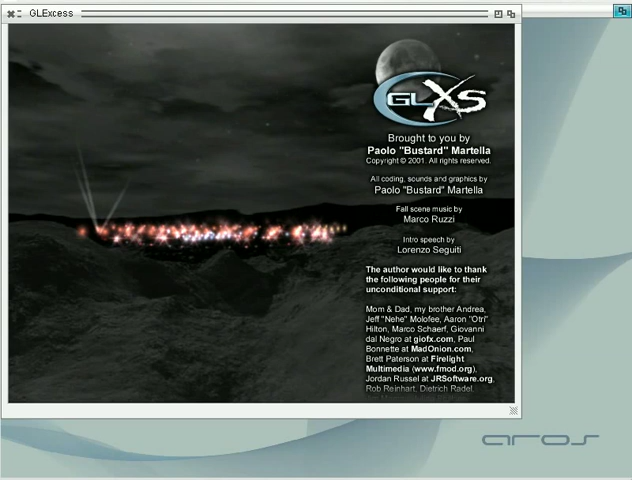 GLExcess
GLXS
Brought to you by
Paolo "Bustard" Martella
Copyright © 2001. All rights reserved.
All coding, sounds and graphics by
Paolo "Bustard" Martella
Fall scene music by
Marco Ruzzi
Intro speech by
Lorenzo Seguiti
The author would like to thank
the following people for their
unconditional support:
Mom & Dad, my brother Andrea,
Jeff "Nehe" Molofee, Aaron "Otri"
Hilton, Marco Schaerf, Giovanni
dal Negro at giofx.com, Paul
Bonnette at MadOnion.com,
Brett Paterson at Firelight
Multimedia (www.fmod.org),
Jordan Russel at JRSoftware.org,
Rob Reinhart, Dietrich Radel,
aros